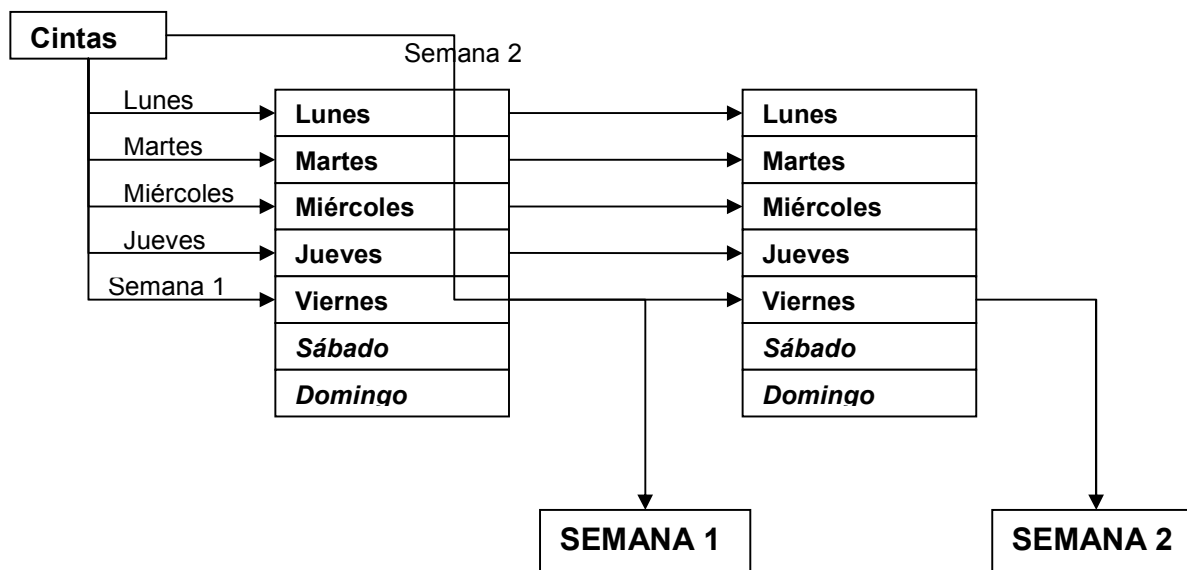 Cintas
Semana 2
Lunes
Martes
Miércoles
Jueves
Semana 1
Lunes
Martes
Miércoles
Jueves
Viernes
Sábado
Domingo
Lunes
Martes
Miércoles
Jueves
Viernes
Sábado
Domingo
SEMANA 1
SEMANA 2